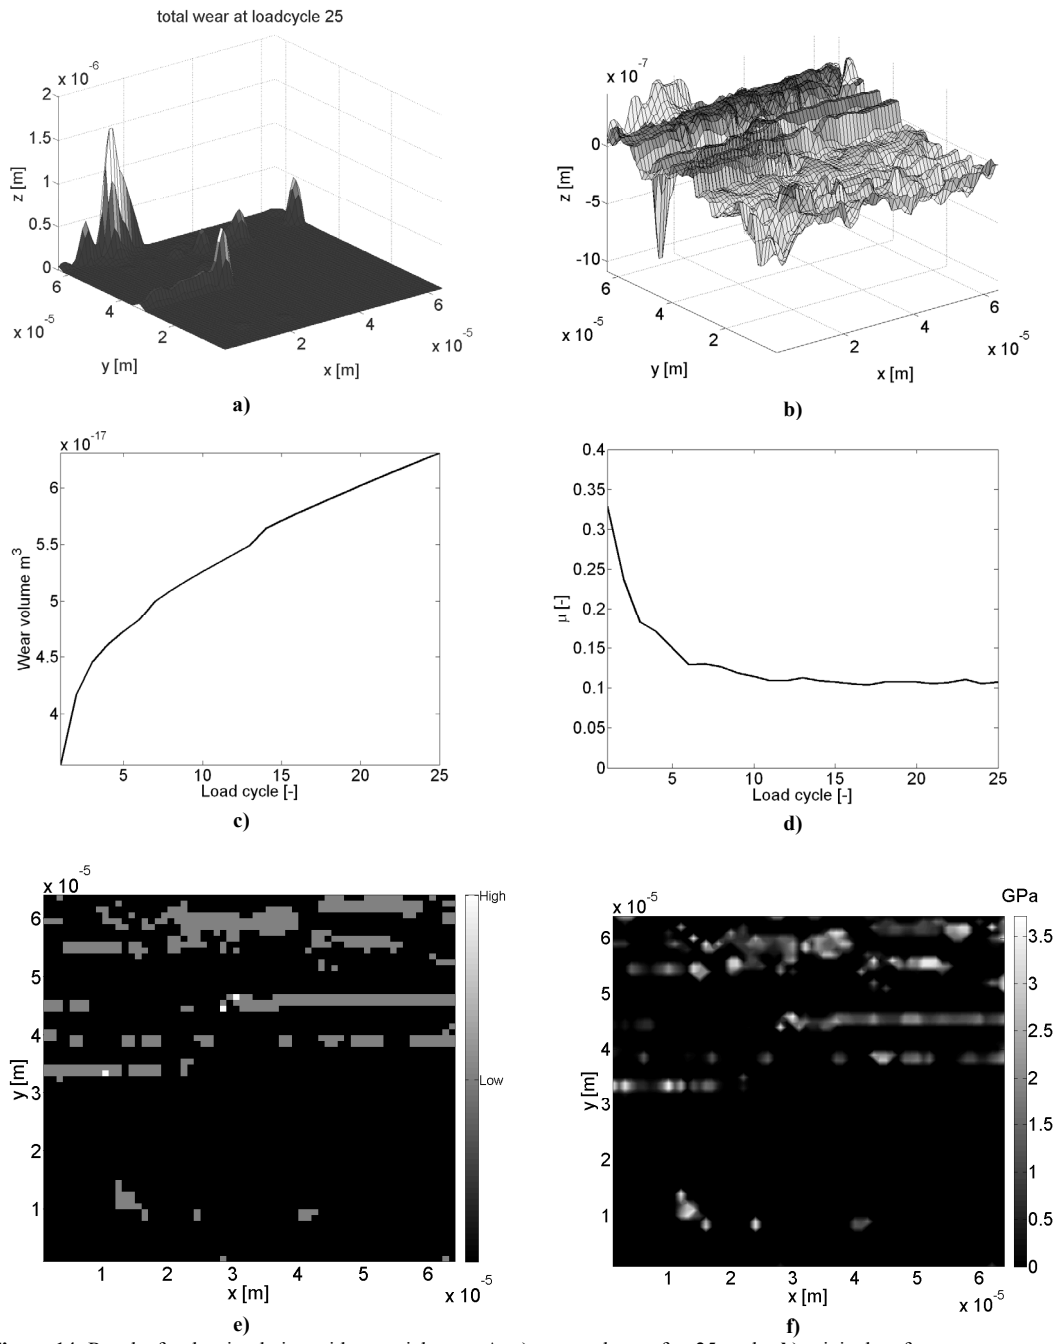 total wear at loadcycle 25
x 10-6
2
1.5
1
0.5
0
z [m]
6
4
2
x 10-5
y [m]
2
4
6
x 10-5
x [m]
a)
x 10-7
0
-5
-10
z [m]
6
4
2
x 10-5
y [m]
2
4
6
x 10-5
x [m]
b)
x 10-17
6
5.5
5
4.5
4
Wear volume m3
5 10 15 20 25
Load cycle [-]
c)
0.4
0.35
0.3
0.25
0.2
0.15
0.1
0.05
0
μ [-]
5 10 15 20 25
Load cycle [-]
d)
x 10-5
6
5
4
3
2
1
y [m]
1 2 3 4 5 6
x [m]
x 10-5
High
Low
e)
x 10-5
6
5
4
3
2
1
y [m]
1 2 3 4 5 6
x [m]
x 10-5
GPa
3.5
3
2.5
2
1.5
1
0.5
0
f)